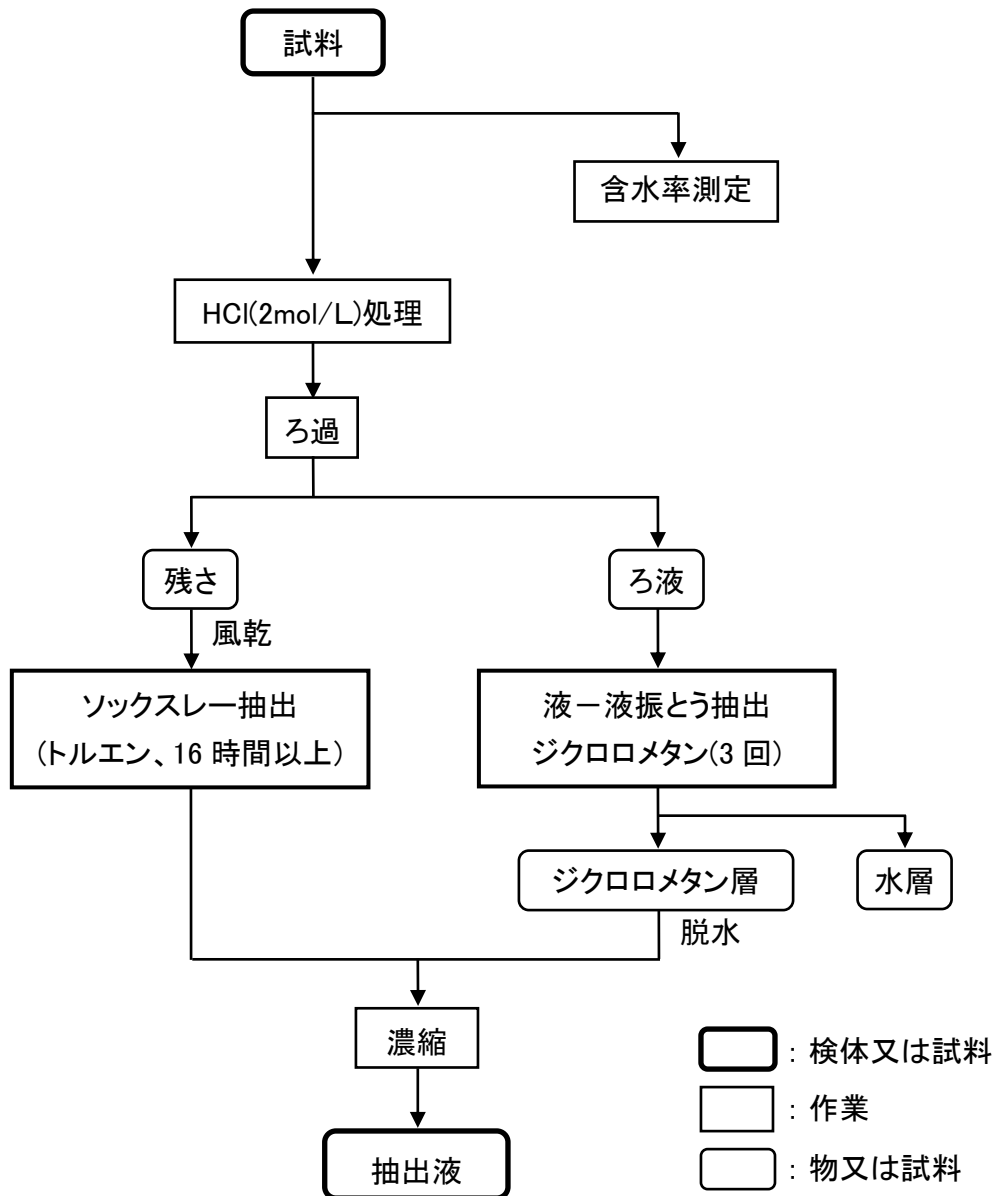 試料
含水率測定
HCl(2mol/L)処理
ろ過
残さ
ろ液
風乾
ソックスレー抽出
(トルエン、16 時間以上)
液－液振とう抽出
ジクロロメタン(3 回)
ジクロロメタン層
水層
脱水
濃縮
抽出液
: 検体又は試料
: 作業
: 物又は試料